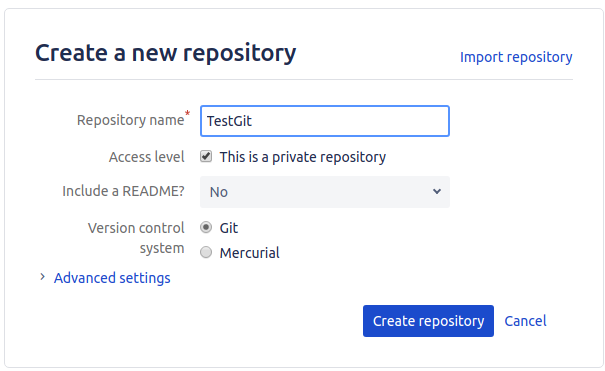 Create a new repository
Import repository
Repository name* TestGit
Access level This is a private repository
Include a README? No
Version control system
Git
Mercurial
Advanced settings
Create repository Cancel